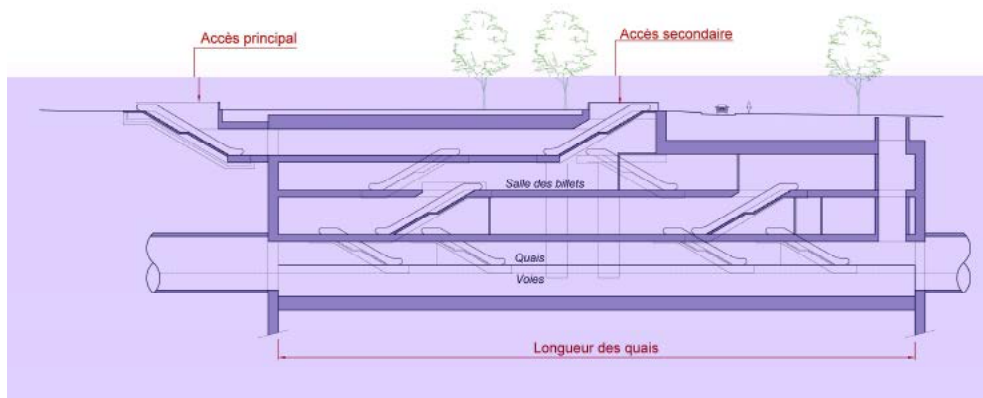 Accès principal
Accès secondaire
Salle des billets
Quais
Voies
Longueur des quais